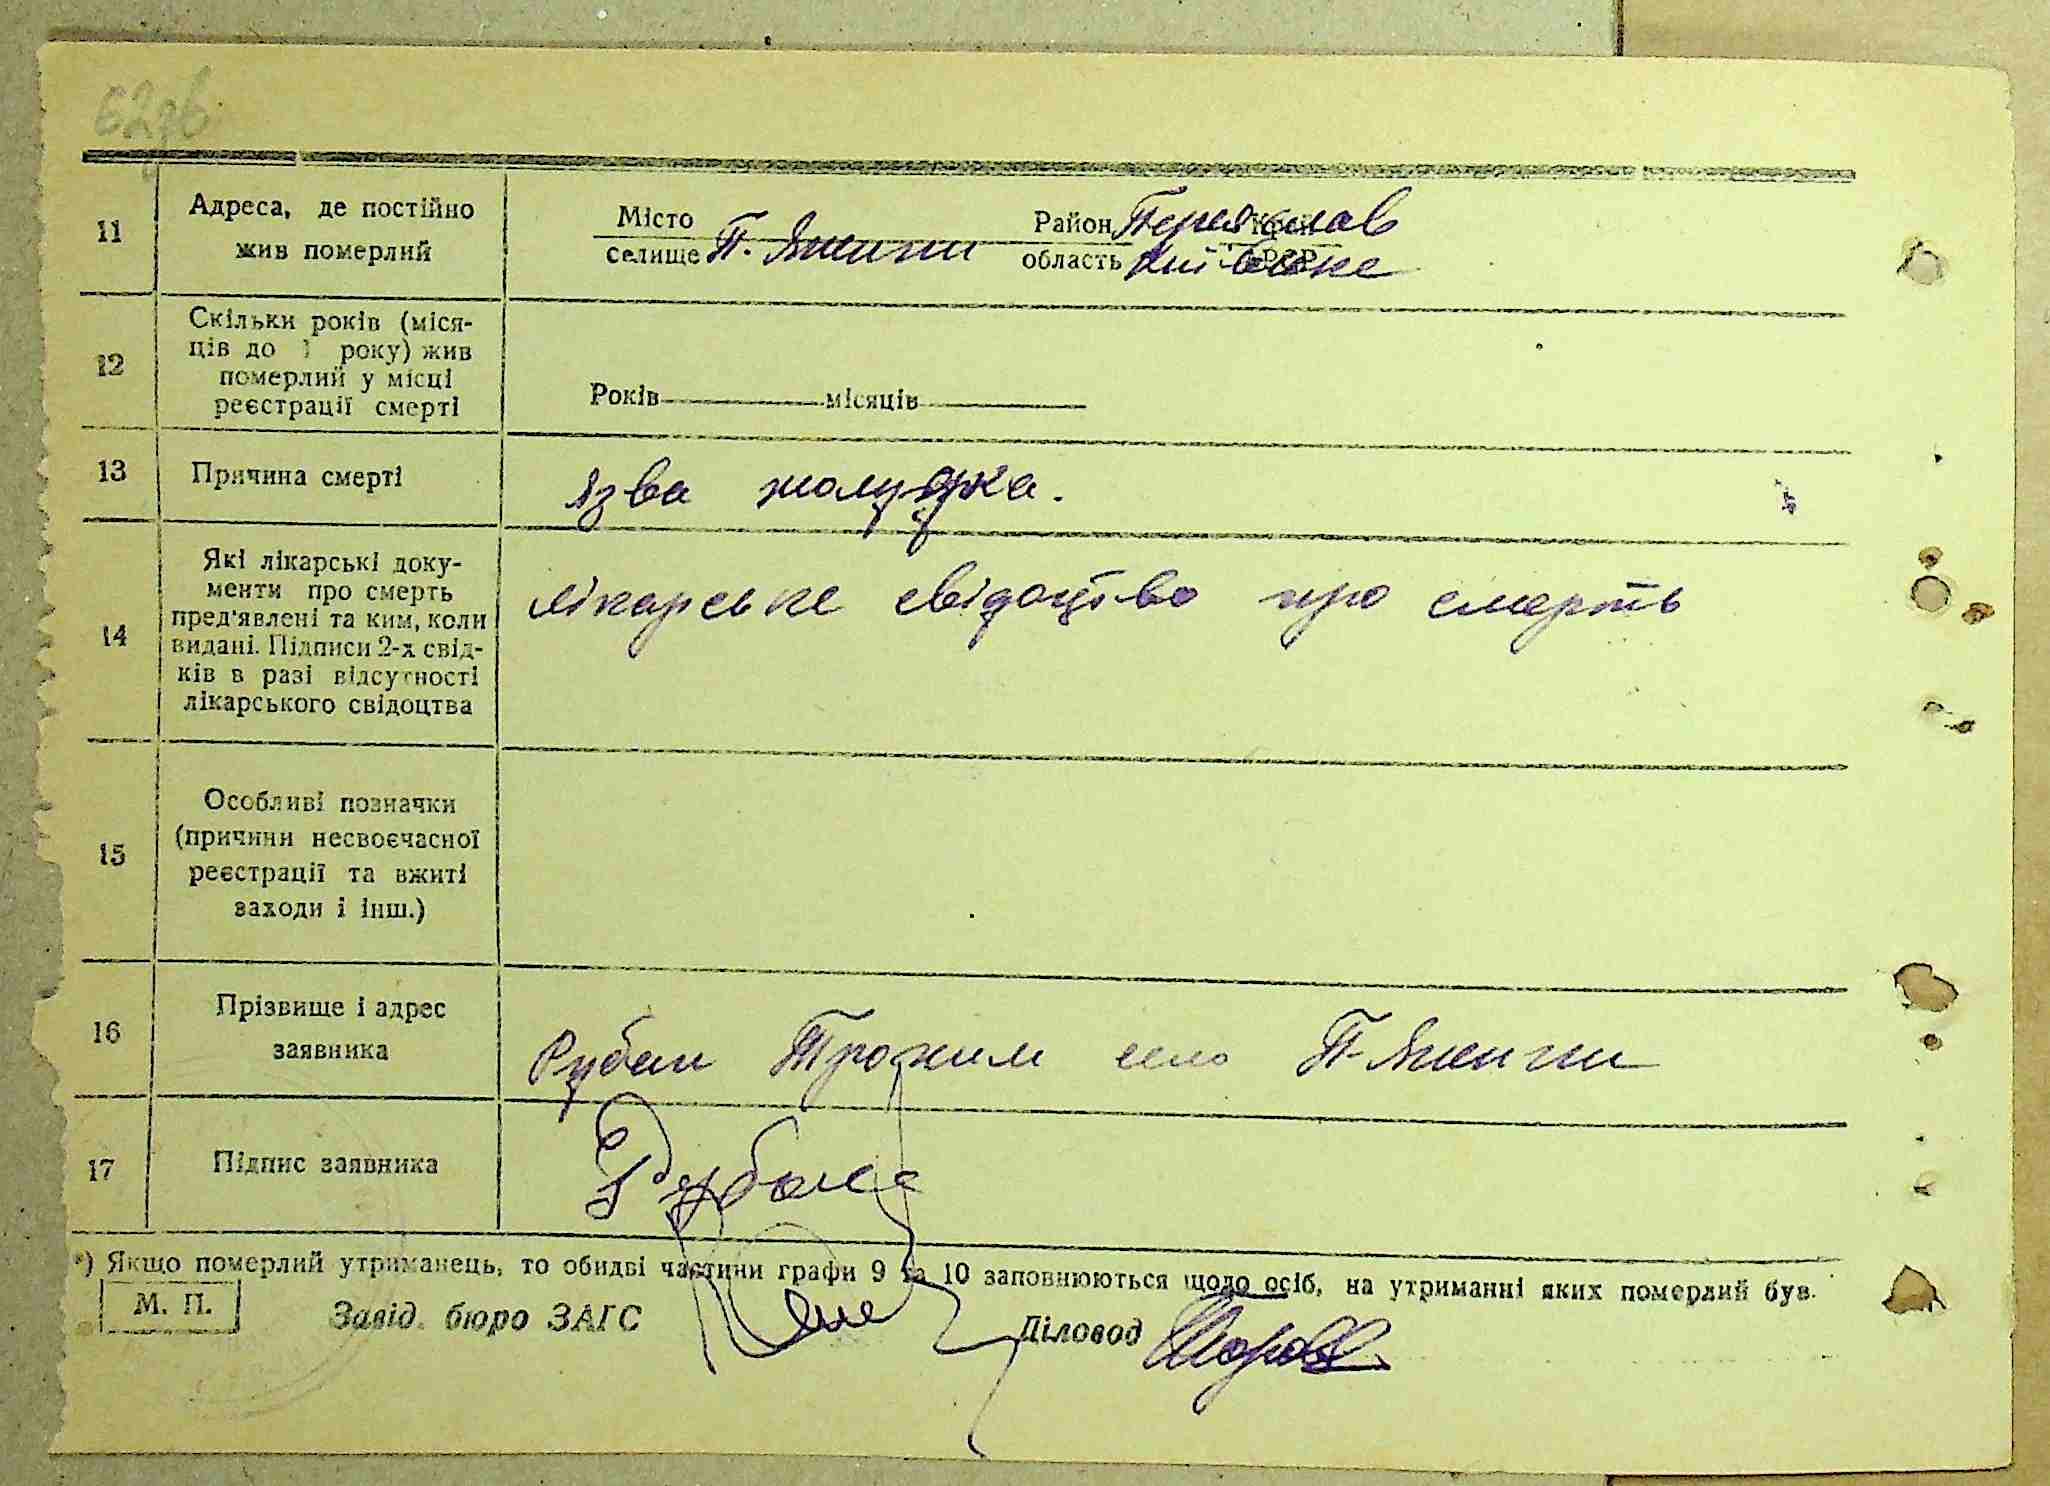 62
11
Адреса, де постійно
жив померлий
Місто
селище П. Яненки
Район Переяслав
область Київське
12
Скільки років (міся-
ців до 1 року) жив
померлий у місці
реєстрації смерті
Років місяців
13
Причина смерті
Язва жолудка.
14
Які лікарські доку-
менти про смерть
пред'явлені та ким, коли
видані. Підписи 2-х свід-
ків в разі відсутності
лікарського свідоцтва
лікарське свідоцтво про смерть
15
Особливі позначки
(причини несвоєчасної
реєстрації та вжиті
заходи і інш.)
16
Прізвище і адрес
заявника
Рубан Трохим село П-Яненки
17
Підпис заявника
*) Якщо померлий утриманець, то обидві частини графи 9 та 10 заповнюються щодо осіб, на утриманні яких померлий був.
М. П.
Завід. бюро ЗАГС
Діловод